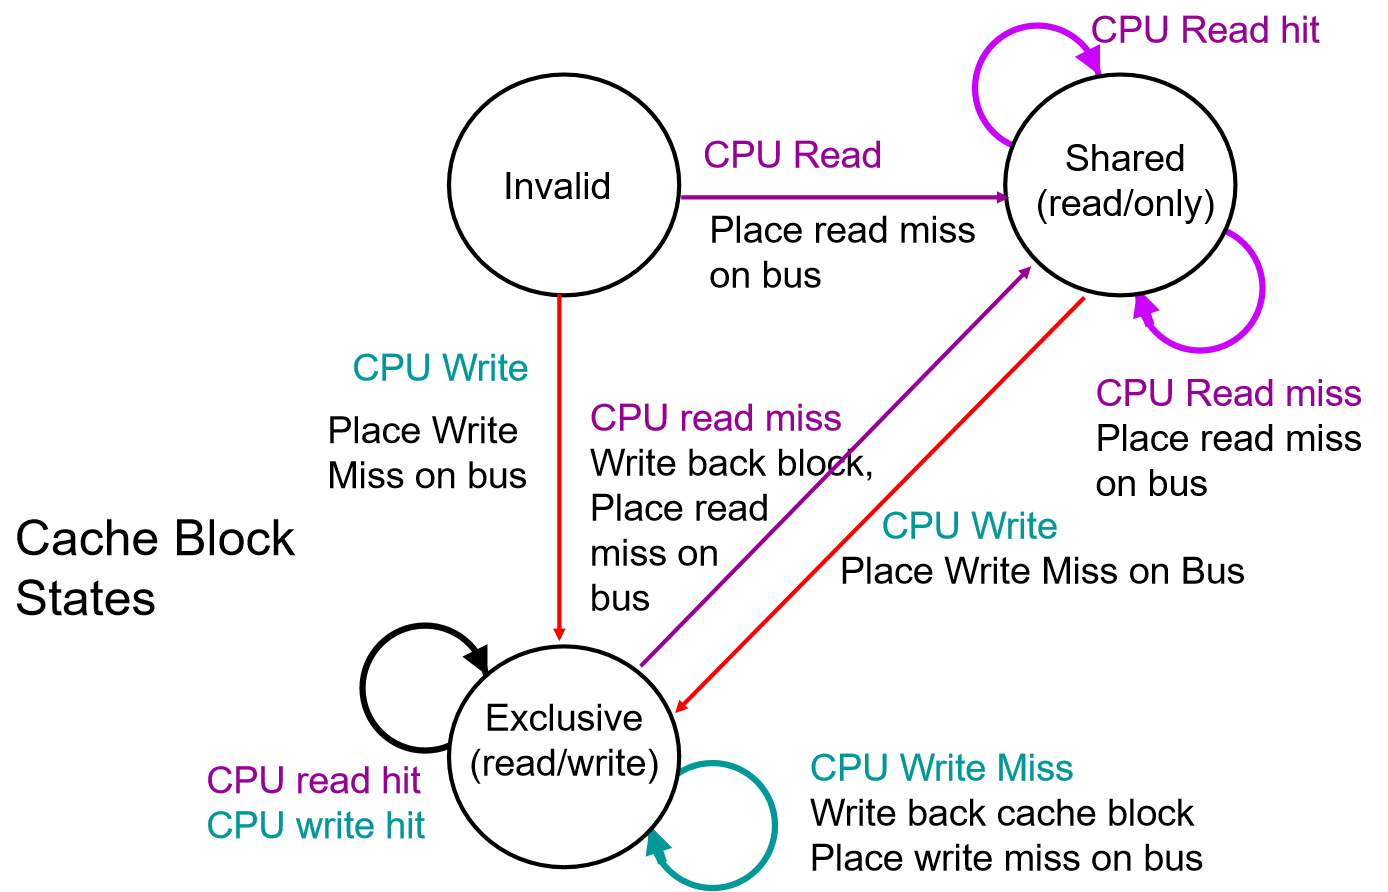 CPU Read hit
Invalid
CPU Read
Place read miss
on bus
Shared
(read/only)
CPU Write
Place Write
Miss on bus
CPU read miss
Write back block,
Place read
miss on
bus
CPU Read miss
Place read miss
on bus
CPU Write
Place Write Miss on Bus
Cache Block
States
Exclusive
(read/write)
CPU read hit
CPU write hit
CPU Write Miss
Write back cache block
Place write miss on bus